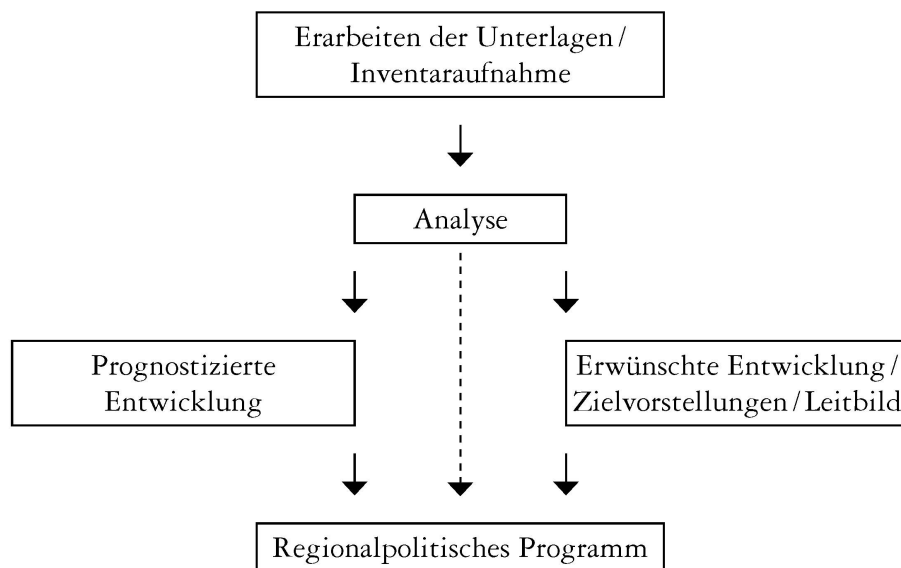 Erarbeiten der Unterlagen /
Inventaraufnahme
Analyse
Prognostizierte
Entwicklung
Erwünschte Entwicklung /
Zielvorstellungen / Leitbild
Regionalpolitisches Programm